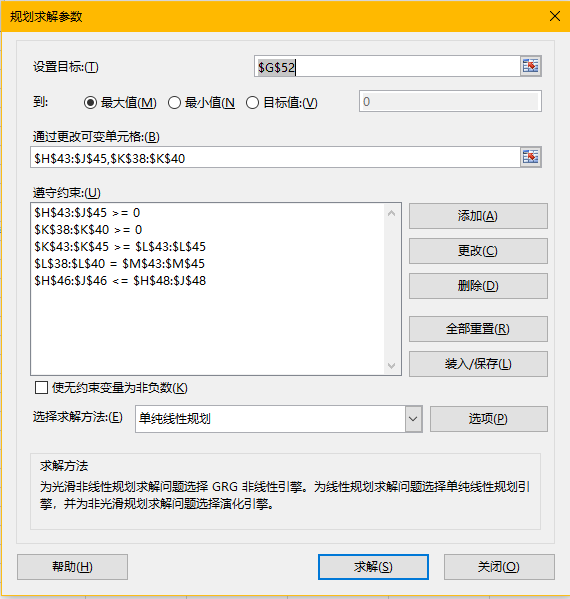 规划求解参数
设置目标:(T)
$G$52
到:
最大值(M)
最小值(N
目标值:(V)
0
通过更改可变单元格:(B)
$H$43:$J$45,$K$38:$K$40
遵守约束:(U)
$H$43:$J$45 >= 0
$K$38:$K$40 >= 0
$K$43:$K$45 >= $L$43:$L$45
$L$38:$L$40 = $M$43:$M$45
$H$46:$J$46 <= $H$48:$J$48
添加(A)
更改(C)
删除(D)
全部重置(R)
装入/保存(L)
使无约束变量为非负数(K)
选择求解方法:(E)
单纯线性规划
选项(P)
求解方法
为光滑非线性规划求解问题选择 GRG 非线性引擎。为线性规划求解问题选择单纯线性规划引
擎，并为非光滑规划求解问题选择演化引擎。
帮助(H)
求解(S)
关闭(O)